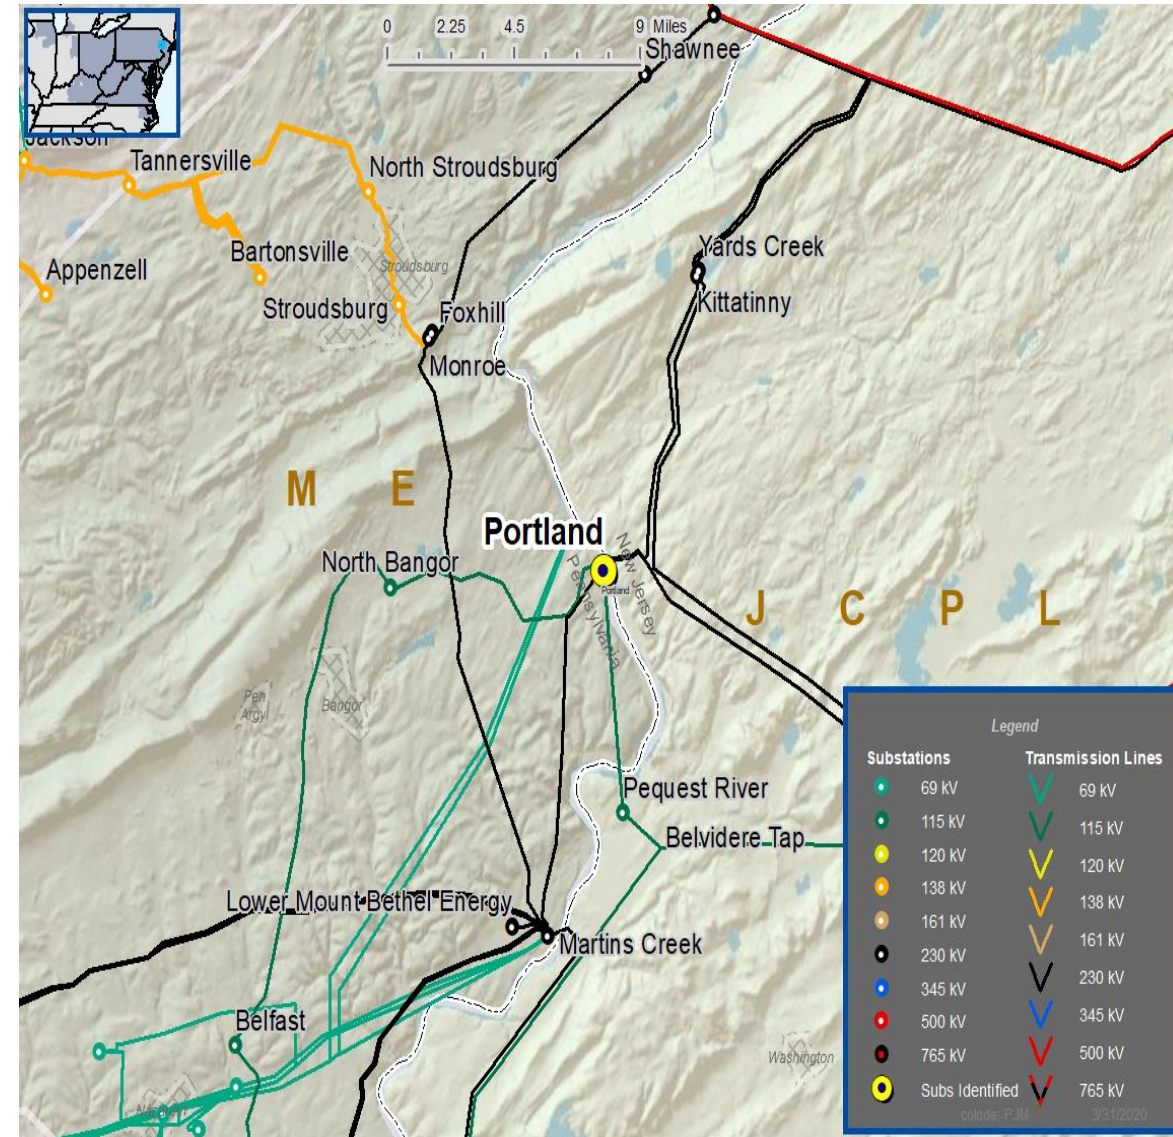 0 2.25 4.5 9 Miles
Shawnee
Jackson
Tannersville
North Stroudsburg
Bartonsville
Stroudsburg
Appenzell
Stroudsburg
Foxhill
Monroe
Yards Creek
Kittatinny
M E
Portland
New Jersey
Pennsylvania
Portland
North Bangor
J C P L
Pen
Argyl
Bangor
Pequest River
Belvidere Tap
Lower Mount Bethel Energy
Martins Creek
Belfast
Washington
Legend
Substations Transmission Lines
69 kV 69 kV
115 kV 115 kV
120 kV 120 kV
138 kV 138 kV
161 kV 161 kV
230 kV 230 kV
345 kV 345 kV
500 kV 500 kV
765 kV 765 kV
Subs Identified
colode: PJM 3/31/2020